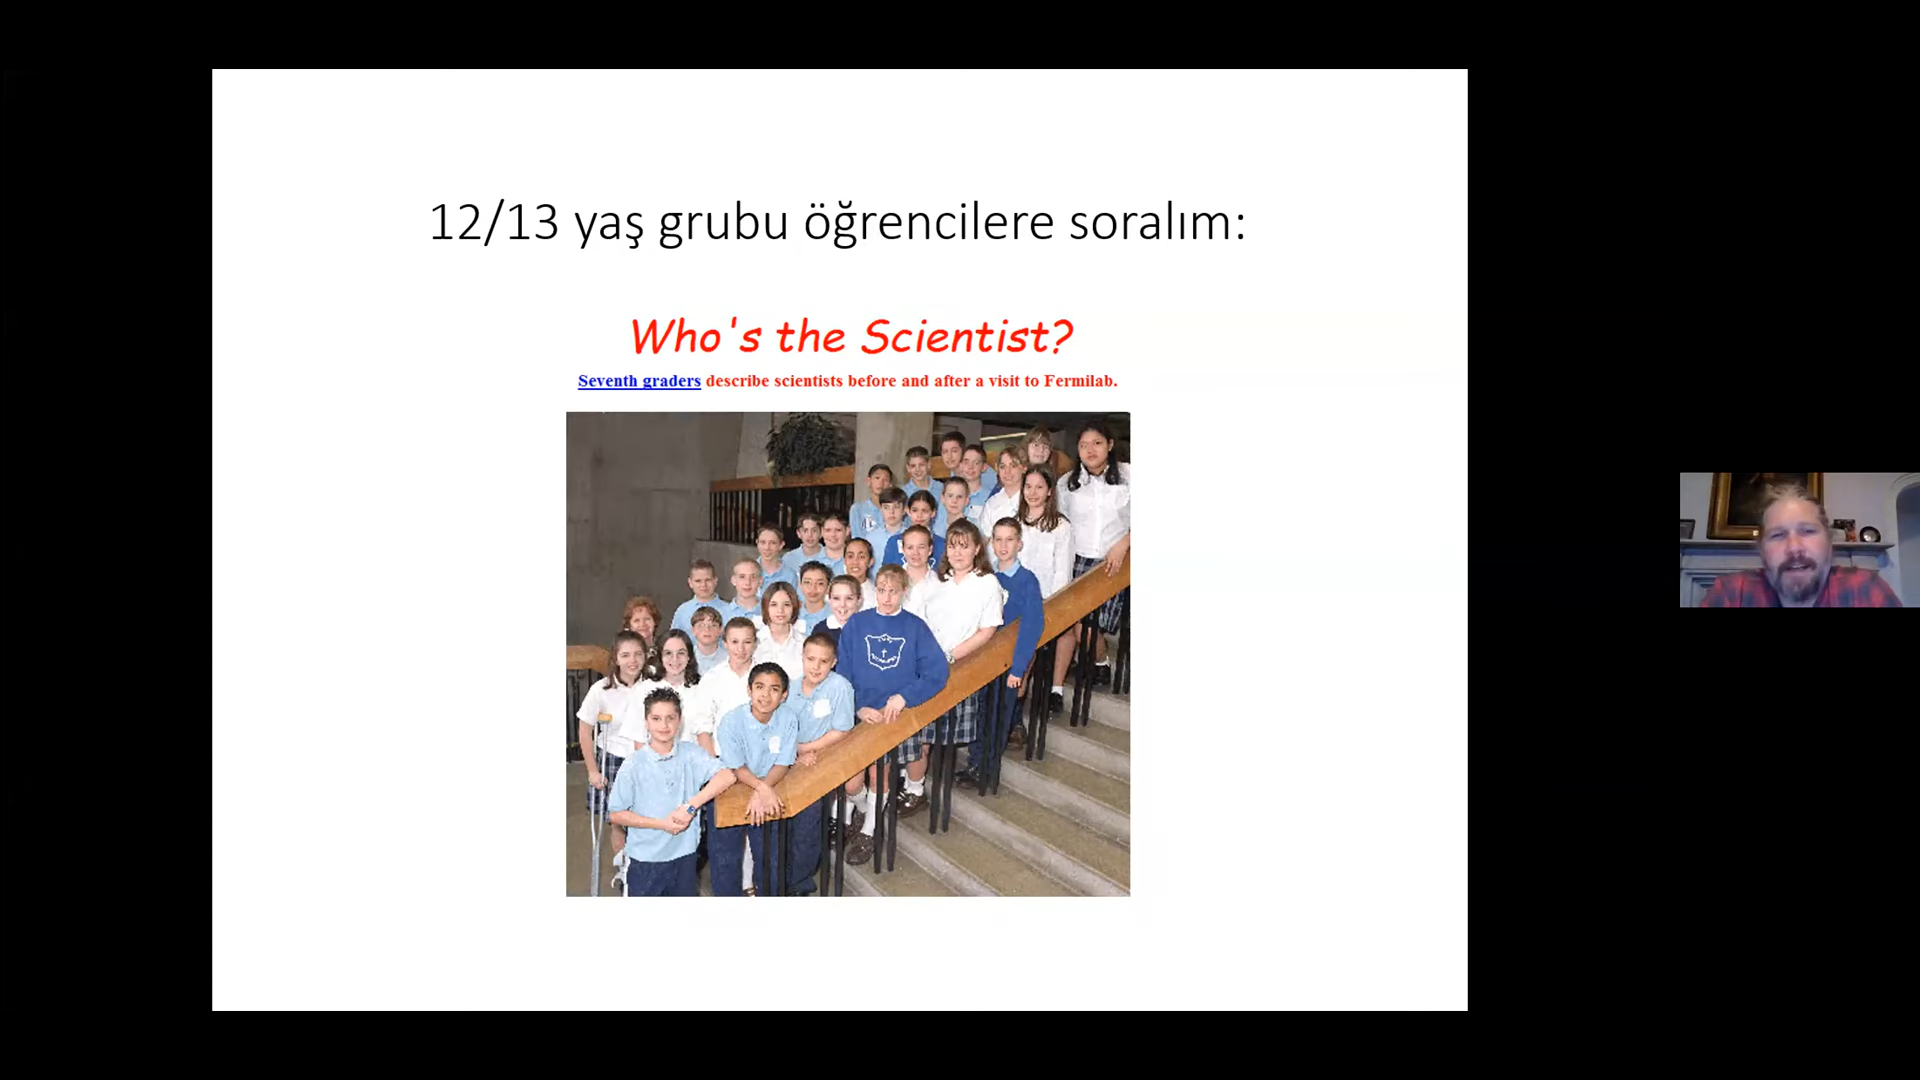 12/13 yaş grubu öğrencilere soralım:
Who's the Scientist?
Seventh graders describe scientists before and after a visit to Fermilab.